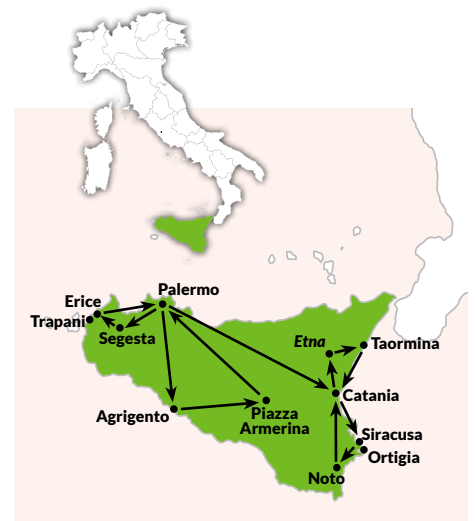 Palermo
Erice
Trapani
Segesta
Etna
Taormina
Catania
Agrigento
Piazza
Armerina
Siracusa
Ortigia
Noto